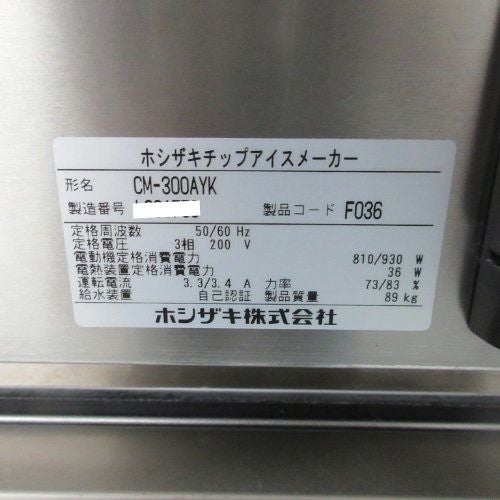 ホシザキチップアイスメーカー
形名 CM-300AYK
製造番号 製品コード F036
定格周波数 50/60 Hz
定格電圧 3相 200 V
電動機定格消費電力 810/930 W
電熱装置定格消費電力 36 W
運転電流 3.3/3.4 A 力率 73/83 %
給水装置 自己認証 製品質量 89 kg
ホシザキ株式会社